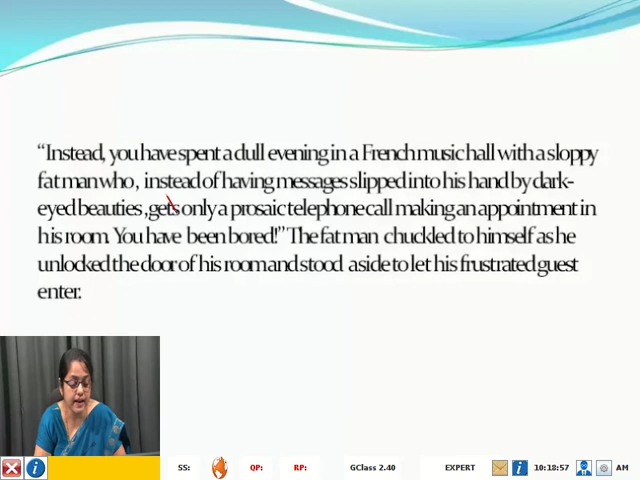 “Instead, you have spent a dull evening in a French music hall with a sloppy
fat man who , instead of having messages slipped into his hand by dark-
eyed beauties ,gets only a prosaic telephone call making an appointment in
his room. You have been bored!” The fat man chuckled to himself as he
unlocked the door of his room and stood aside to let his frustrated guest
enter.
SS: QP: RP: GClass 2.40 EXPERT 10:18:57 AM